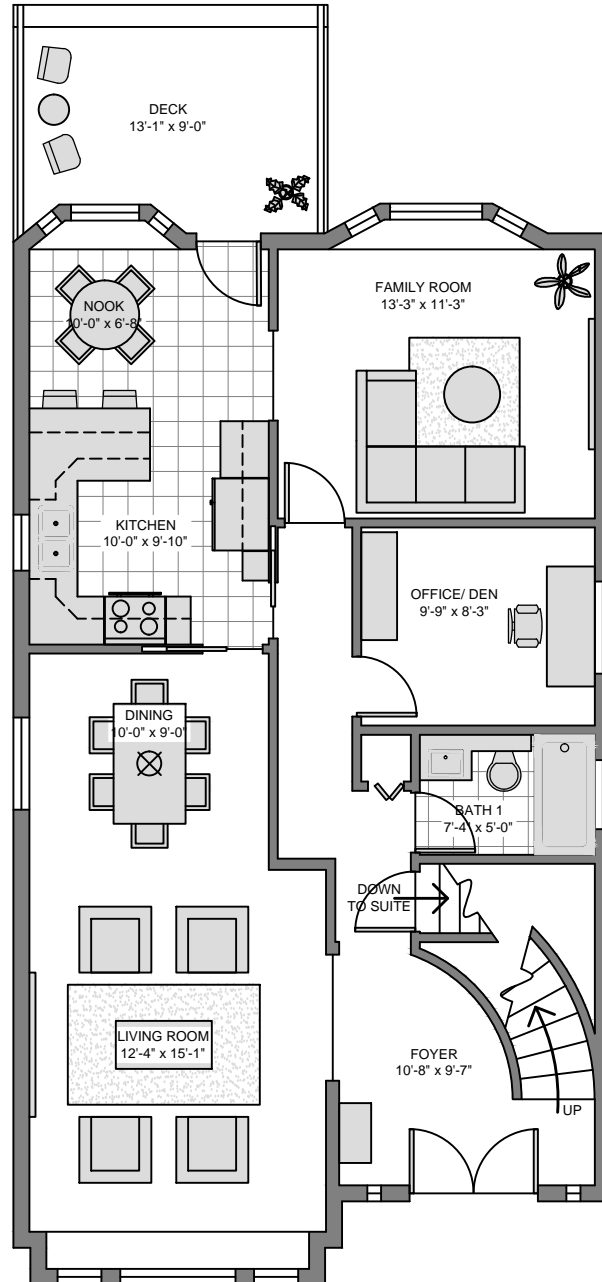 DECK
13'-1" x 9'-0"
FAMILY ROOM
13'-3" x 11'-3"
NOOK
10'-0" x 6'-8"
KITCHEN
10'-0" x 9'-10"
OFFICE/ DEN
9'-9" x 8'-3"
DINING
10'-0" x 9'-0"
BATH 1
7'-4" x 5'-0"
DOWN
TO SUITE
LIVING ROOM
12'-4" x 15'-1"
FOYER
10'-8" x 9'-7"
UP